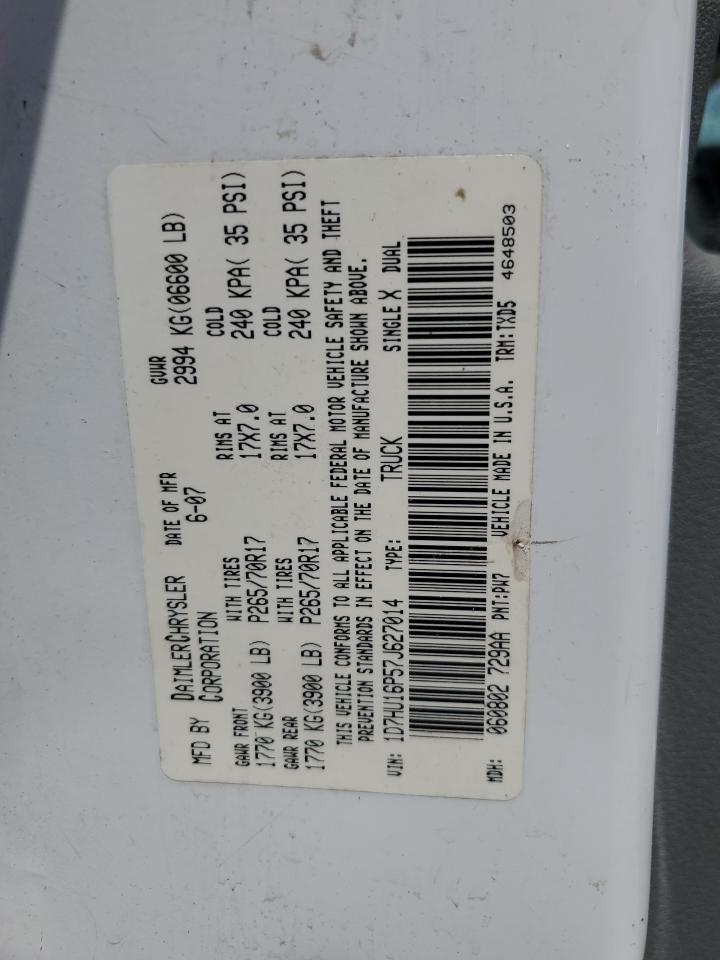 MFD BY DAIMLERCHRYSLER CORPORATION
DATE OF MFR 6-07
GVWR 2994 KG(06600 LB)
GAWR FRONT WITH TIRES RIMS AT COLD
1770 KG(3900 LB) P265/70R17 17X7.0 240 KPA( 35 PSI)
GAWR REAR WITH TIRES RIMS AT COLD
1770 KG(3900 LB) P265/70R17 17X7.0 240 KPA( 35 PSI)
THIS VEHICLE CONFORMS TO ALL APPLICABLE FEDERAL MOTOR VEHICLE SAFETY AND THEFT
PREVENTION STANDARDS IN EFFECT ON THE DATE OF MANUFACTURE SHOWN ABOVE.
VIN: 1D7HU16P57J627014 TYPE: TRUCK SINGLE X DUAL
MDH: 060802 729AA PNT:PW7 VEHICLE MADE IN U.S.A. TRM:TXD5 4648503